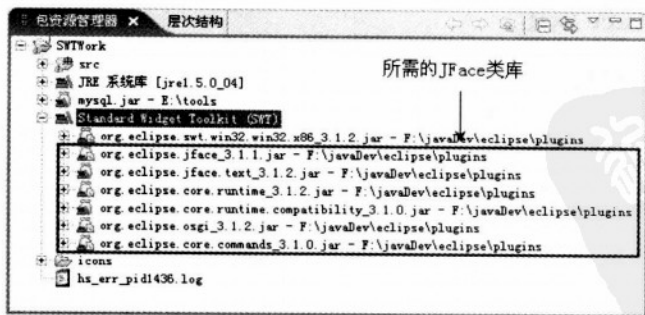 包资源管理器 层次结构
SWTWork
src
所需的JFace类库
JRE 系统库 [jre1.5.0_04]
mysql.jar - E:\tools
Standard Widget Toolkit (SWT)
org.eclipse.swt.win32.win32.x86_3.1.2.jar - F:\javaDev\eclipse\plugins
org.eclipse.jface_3.1.1.jar - F:\javaDev\eclipse\plugins
org.eclipse.jface.text_3.1.2.jar - F:\javaDev\eclipse\plugins
org.eclipse.core.runtime_3.1.2.jar - F:\javaDev\eclipse\plugins
org.eclipse.core.runtime.compatibility_3.1.0.jar - F:\javaDev\eclipse\plugins
org.eclipse.osgi_3.1.2.jar - F:\javaDev\eclipse\plugins
org.eclipse.core.commands_3.1.0.jar - F:\javaDev\eclipse\plugins
icons
hs_err_pid1436.log